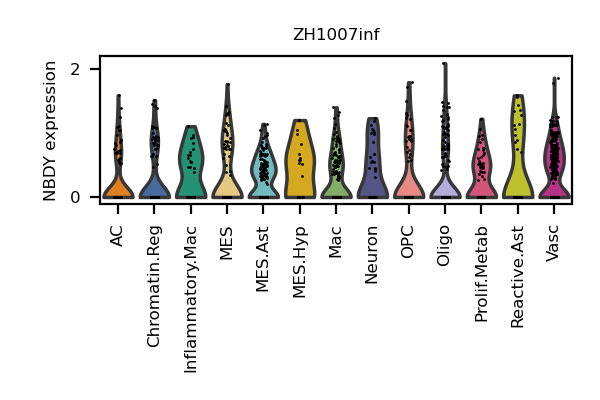 ZH1007inf
NBDY expression
2
0
AC
Chromatin.Reg
Inflammatory.Mac
MES
MES.Ast
MES.Hyp
Mac
Neuron
OPC
Oligo
Prolif.Metab
Reactive.Ast
Vasc